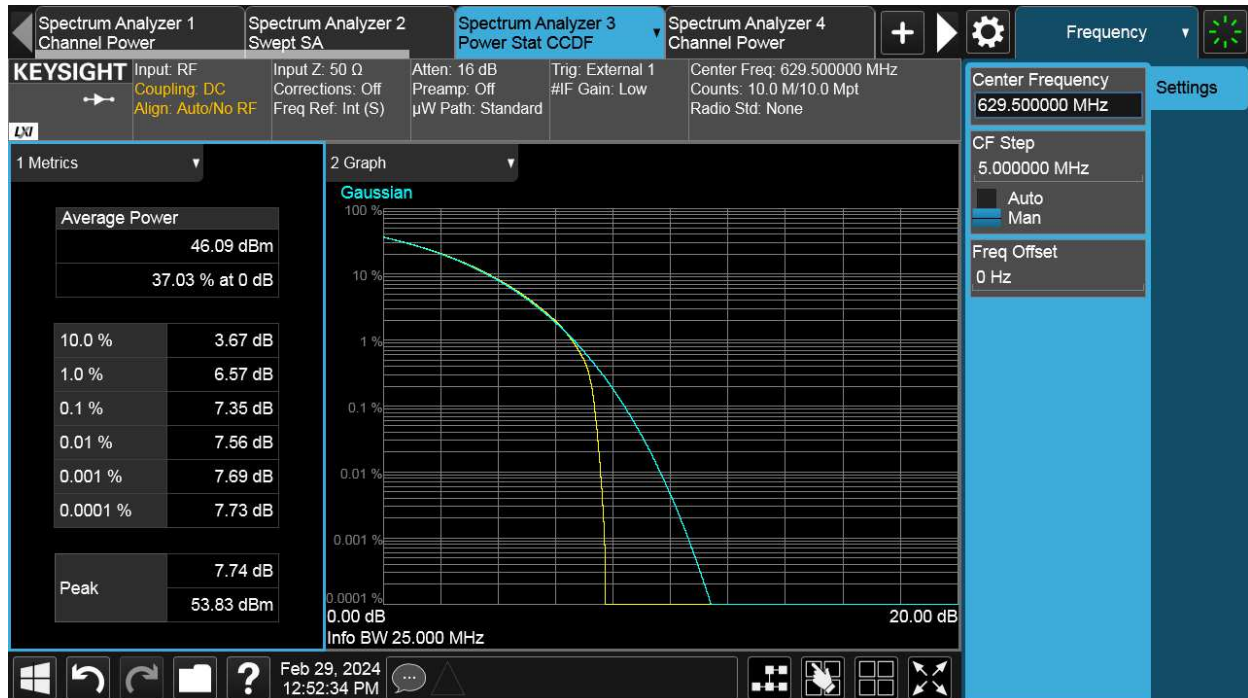 Spectrum Analyzer 1
Channel Power
Spectrum Analyzer 2
Swept SA
Spectrum Analyzer 3
Power Stat CCDF
Spectrum Analyzer 4
Channel Power
+
Frequency
KEYSIGHT
LXI
Input: RF
Coupling: DC
Align: Auto/No RF
Input Z: 50 Ω
Corrections: Off
Freq Ref: Int (S)
Atten: 16 dB
Preamp: Off
µW Path: Standard
Trig: External 1
#IF Gain: Low
Center Freq: 629.500000 MHz
Counts: 10.0 M/10.0 Mpt
Radio Std: None
Center Frequency
629.500000 MHz
Settings
CF Step
5.000000 MHz
Auto
Man
Freq Offset
0 Hz
1 Metrics
Average Power
46.09 dBm
37.03 % at 0 dB
10.0 % 3.67 dB
1.0 % 6.57 dB
0.1 % 7.35 dB
0.01 % 7.56 dB
0.001 % 7.69 dB
0.0001 % 7.73 dB
Peak
7.74 dB
53.83 dBm
2 Graph
Gaussian
100 %
10 %
1 %
0.1 %
0.01 %
0.001 %
0.0001 %
0.00 dB 20.00 dB
Info BW 25.000 MHz
?
Feb 29, 2024
12:52:34 PM